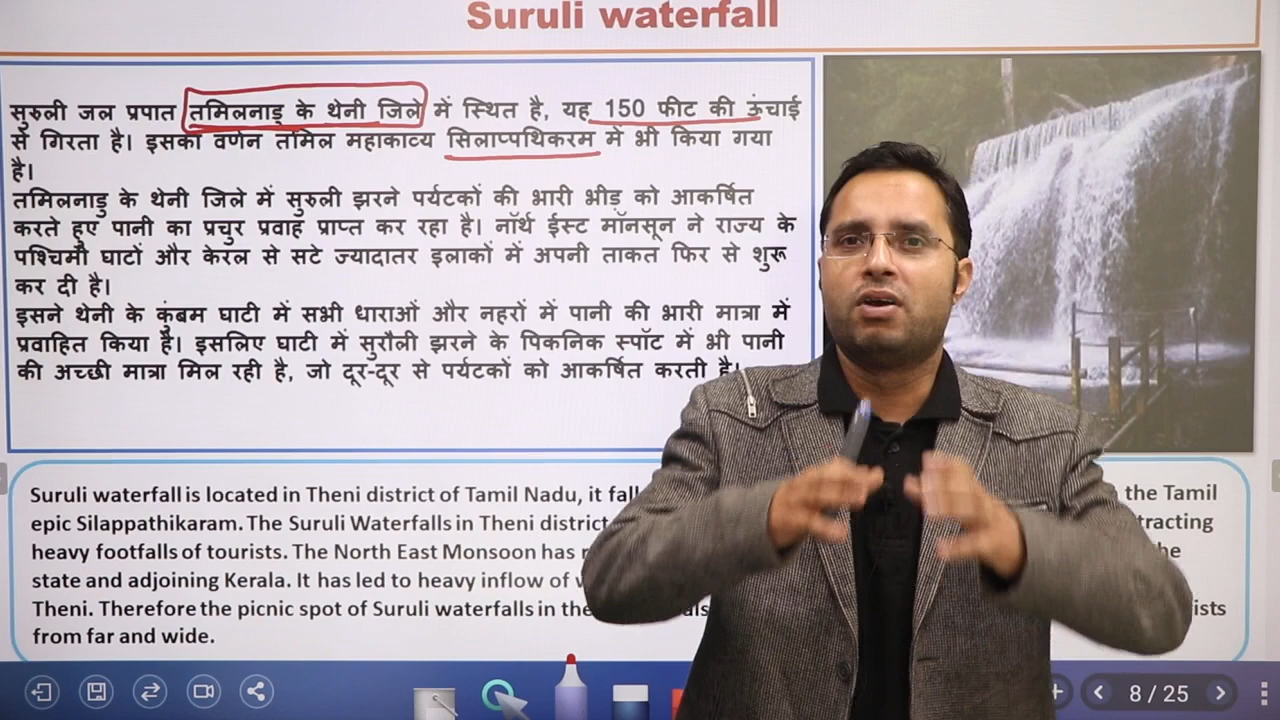 Suruli waterfall
सुरुली जल प्रपात तमिलनाडु के थेनी जिले में स्थित है, यह 150 फीट की ऊंचाई
से गिरता है। इसका वर्णन तमिल महाकाव्य सिलाप्पथिकरम में भी किया गया
है।
तमिलनाडु के थेनी जिले में सुरुली झरने पर्यटकों की भारी भीड़ को आकर्षित
करते हुए पानी का प्रचुर प्रवाह प्राप्त कर रहा है। नॉर्थ ईस्ट मॉनसून ने राज्य के
पश्चिमी घाटों और केरल से सटे ज्यादातर इलाकों में अपनी ताकत फिर से शुरू
कर दी है।
इसने थेनी के कुंबम घाटी में सभी धाराओं और नहरों में पानी की भारी मात्रा में
प्रवाहित किया है। इसलिए घाटी में सुरौली झरने के पिकनिक स्पॉट में भी पानी
की अच्छी मात्रा मिल रही है, जो दूर-दूर से पर्यटकों को आकर्षित करती है।
Suruli waterfall is located in Theni district of Tamil Nadu, it the Tamil
epic Silappathikaram. The Suruli Waterfalls in Theni district
heavy footfalls of tourists. The North East Monsoon has
state and adjoining Kerala. It has led to heavy inflow of
Theni. Therefore the picnic spot of Suruli waterfalls in
from far and wide.
8 / 25